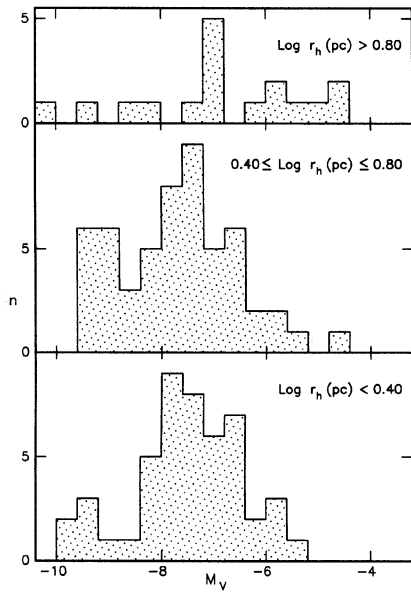 5
Log r_h (pc) > 0.80
0
0.40 ≤ Log r_h (pc) ≤ 0.80
5
n
0
Log r_h (pc) < 0.40
5
0
-10 -8 -6 -4
M_V